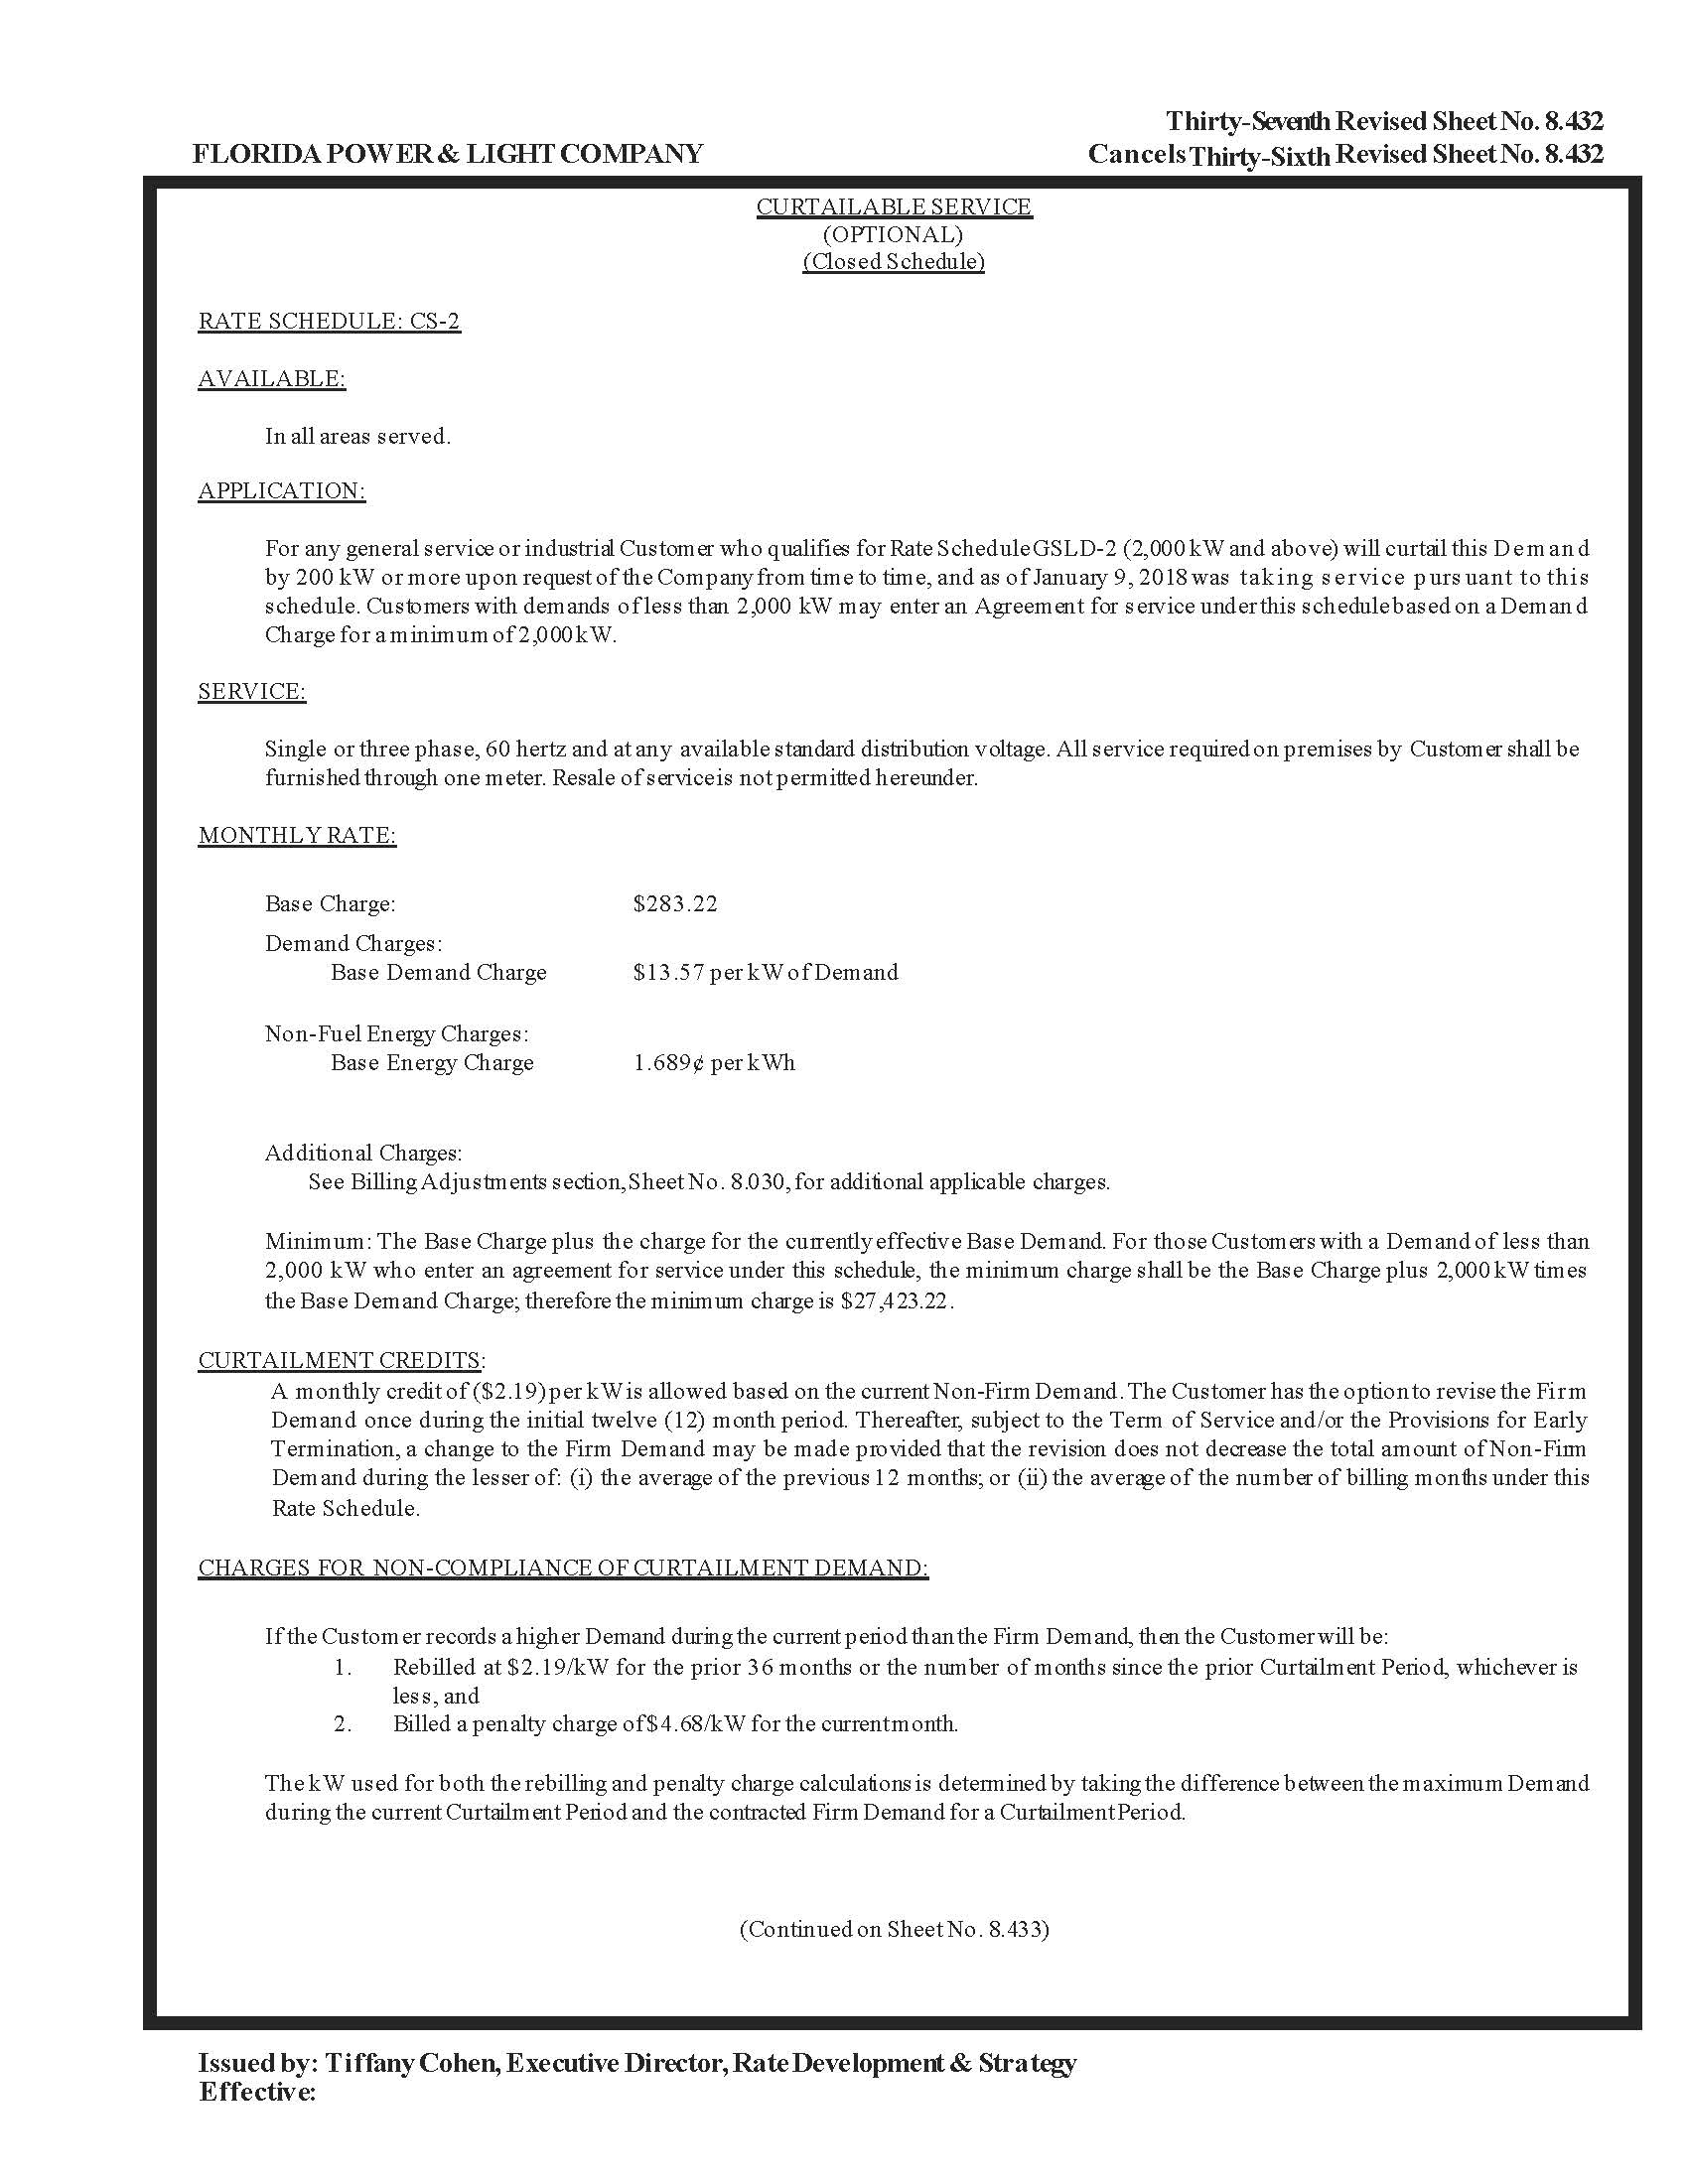 Thirty-Seventh Revised Sheet No. 8.432
FLORIDA POWER & LIGHT COMPANY Cancels Thirty-Sixth Revised Sheet No. 8.432
CURTAILABLE SERVICE
(OPTIONAL)
(Closed Schedule)
RATE SCHEDULE: CS-2
AVAILABLE:
In all areas served.
APPLICATION:
For any general service or industrial Customer who qualifies for Rate Schedule GSLD-2 (2,000 kW and above) will curtail this Demand
by 200 kW or more upon request of the Company from time to time, and as of January 9, 2018 was taking service pursuant to this
schedule. Customers with demands of less than 2,000 kW may enter an Agreement for service under this schedule based on a Demand
Charge for a minimum of 2,000 kW.
SERVICE:
Single or three phase, 60 hertz and at any available standard distribution voltage. All service required on premises by Customer shall be
furnished through one meter. Resale of service is not permitted hereunder.
MONTHLY RATE:
Base Charge: $283.22
Demand Charges:
Base Demand Charge $13.57 per kW of Demand
Non-Fuel Energy Charges:
Base Energy Charge 1.689¢ per kWh
Additional Charges:
See Billing Adjustments section, Sheet No. 8.030, for additional applicable charges.
Minimum: The Base Charge plus the charge for the currently effective Base Demand. For those Customers with a Demand of less than
2,000 kW who enter an agreement for service under this schedule, the minimum charge shall be the Base Charge plus 2,000 kW times
the Base Demand Charge; therefore the minimum charge is $27,423.22.
CURTAILMENT CREDITS:
A monthly credit of ($2.19) per kW is allowed based on the current Non-Firm Demand. The Customer has the option to revise the Firm
Demand once during the initial twelve (12) month period. Thereafter, subject to the Term of Service and/or the Provisions for Early
Termination, a change to the Firm Demand may be made provided that the revision does not decrease the total amount of Non-Firm
Demand during the lesser of: (i) the average of the previous 12 months; or (ii) the average of the number of billing months under this
Rate Schedule.
CHARGES FOR NON-COMPLIANCE OF CURTAILMENT DEMAND:
If the Customer records a higher Demand during the current period than the Firm Demand, then the Customer will be:
1. Rebilled at $2.19/kW for the prior 36 months or the number of months since the prior Curtailment Period, whichever is
less, and
2. Billed a penalty charge of $4.68/kW for the current month.
The kW used for both the rebilling and penalty charge calculations is determined by taking the difference between the maximum Demand
during the current Curtailment Period and the contracted Firm Demand for a Curtailment Period.
(Continued on Sheet No. 8.433)
Issued by: Tiffany Cohen, Executive Director, Rate Development & Strategy
Effective: